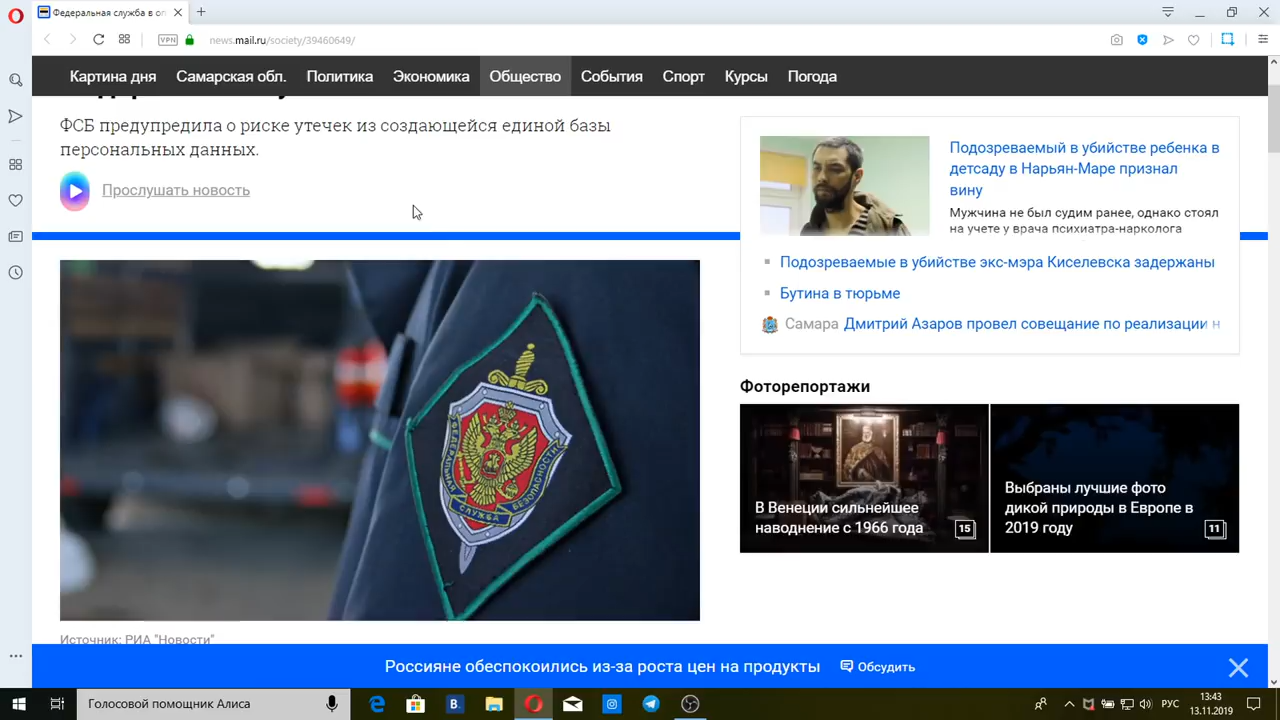 Федеральная служба в оп
VPN
news.mail.ru/society/39460649/
Картина дня Самарская обл. Политика Экономика Общество События Спорт Курсы Погода
ФСБ предупредила о риске утечек из создающейся единой базы
персональных данных.
Прослушать новость
ФЕДЕРАЛЬНАЯ СЛУЖБА БЕЗОПАСНОСТИ
Источник: РИА "Новости"
Подозреваемый в убийстве ребенка в
детсаду в Нарьян-Маре признал
вину
Мужчина не был судим ранее, однако стоял
на учете у врача психиатра-нарколога
Подозреваемые в убийстве экс-мэра Киселевска задержаны
Бутина в тюрьме
Самара Дмитрий Азаров провел совещание по реализации н
Фоторепортажи
В Венеции сильнейшее
наводнение с 1966 года
15
Выбраны лучшие фото
дикой природы в Европе в
2019 году
11
Россияне обеспокоились из-за роста цен на продукты Обсудить
Голосовой помощник Алиса
РУС
13:43
13.11.2019